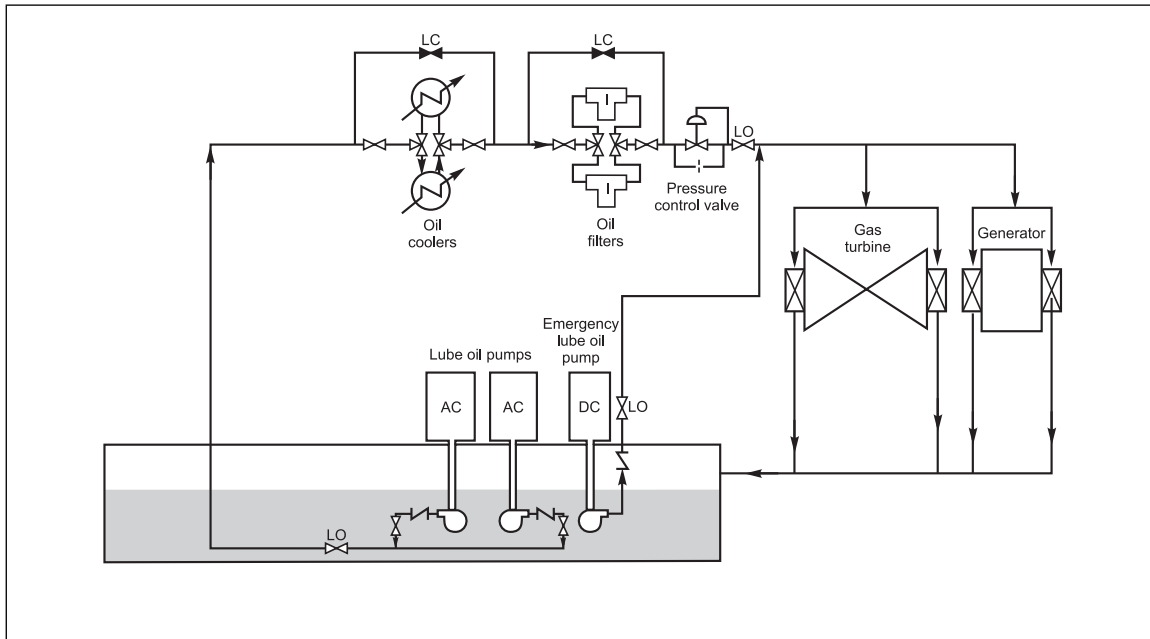 LC
LC
LO
Oil
coolers
Oil
filters
Pressure
control valve
Gas
turbine
Generator
Emergency
lube oil
pump
Lube oil pumps
AC
AC
DC
LO
LO